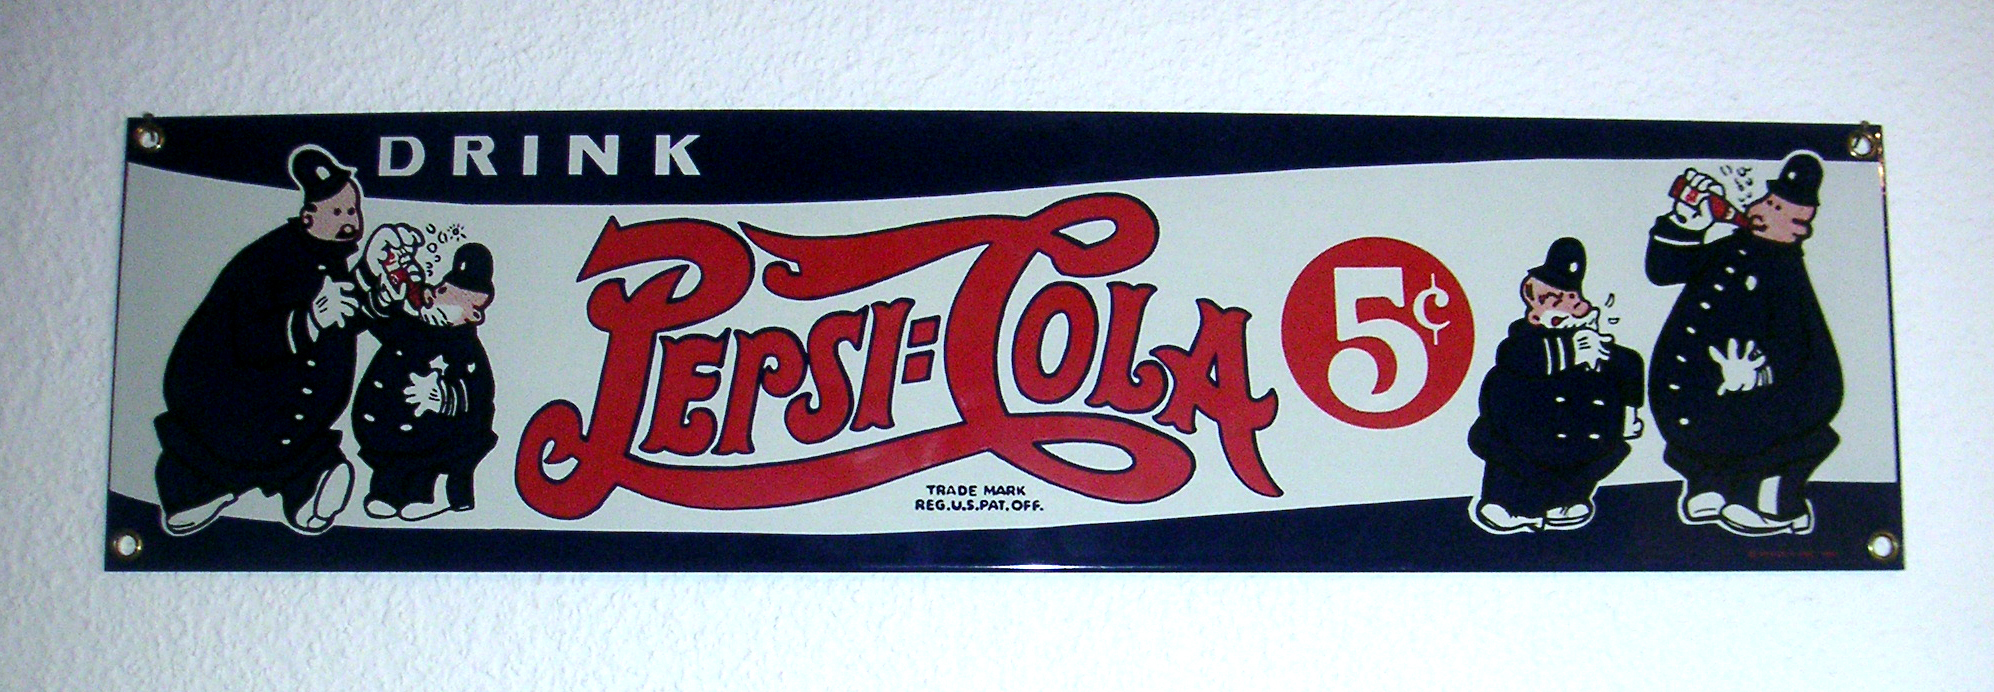 DRINK
PEPSI:COLA
5¢
TRADE MARK
REG.U.S.PAT.OFF.